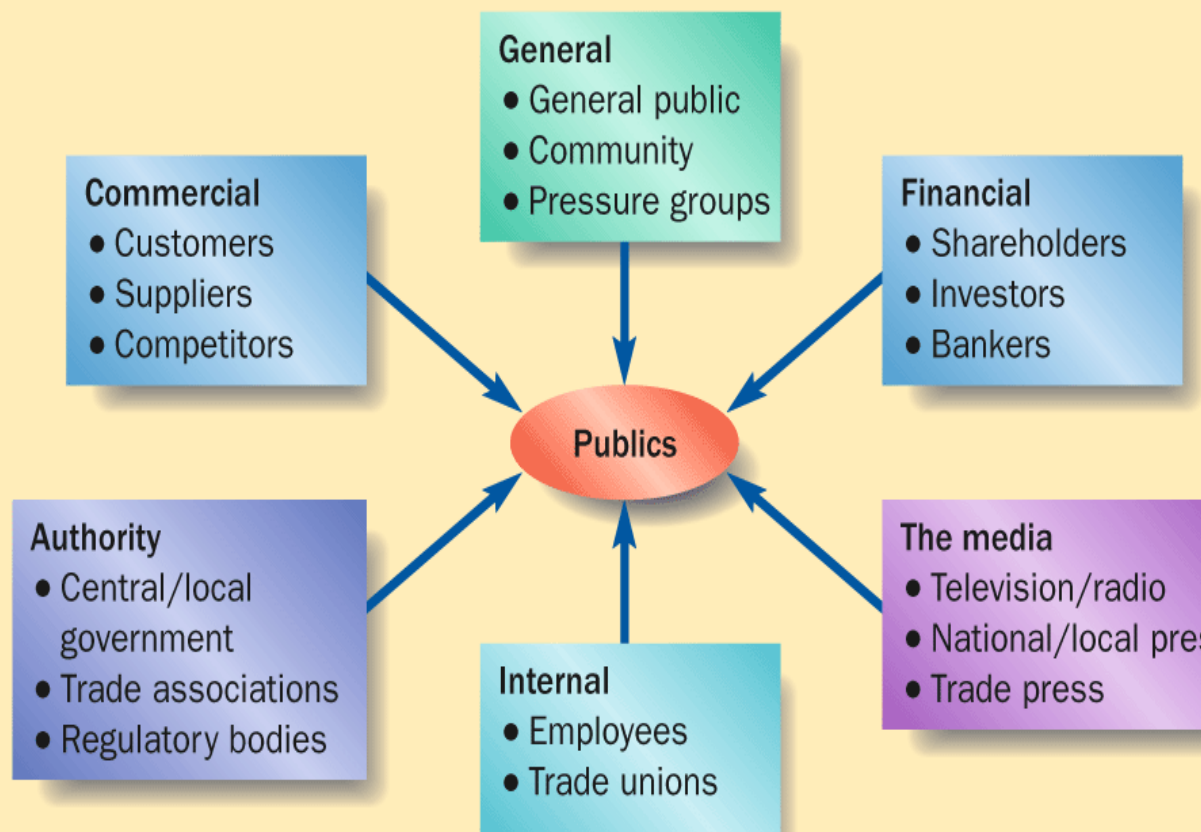 General
• General public
• Community
• Pressure groups
Commercial
• Customers
• Suppliers
• Competitors
Financial
• Shareholders
• Investors
• Bankers
Publics
Authority
• Central/local
government
• Trade associations
• Regulatory bodies
Internal
• Employees
• Trade unions
The media
• Television/radio
• National/local pres
• Trade press